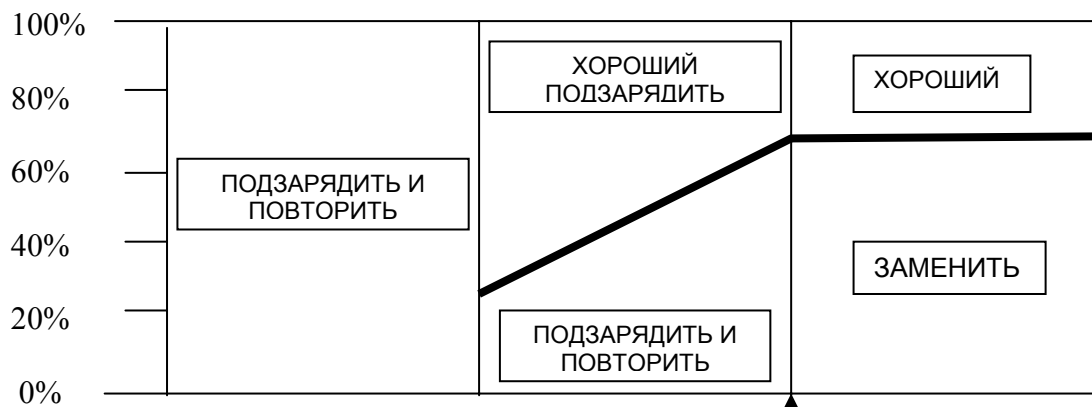 100%
80%
60%
40%
20%
0%
ПОДЗАРЯДИТЬ И
ПОВТОРИТЬ
ХОРОШИЙ
ПОДЗАРЯДИТЬ
ПОДЗАРЯДИТЬ И
ПОВТОРИТЬ
ХОРОШИЙ
ЗАМЕНИТЬ